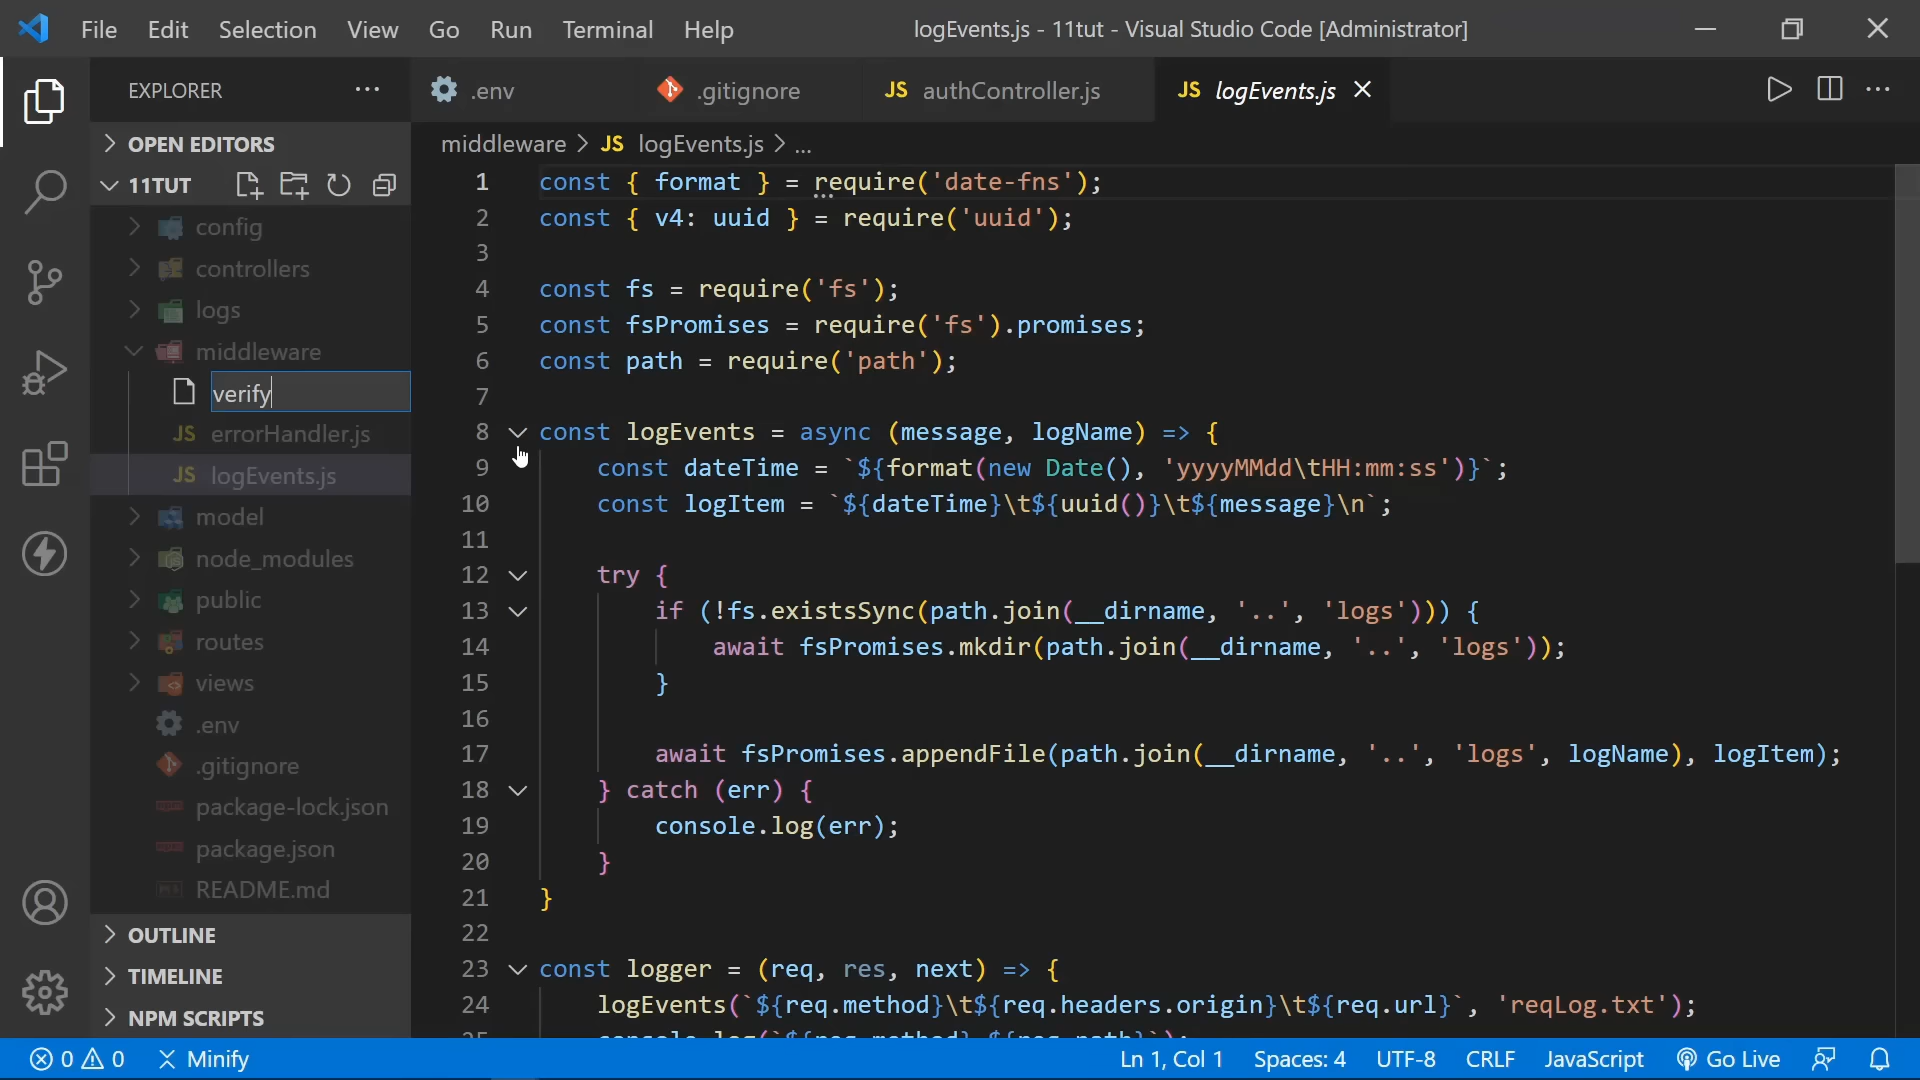 File Edit Selection View Go Run Terminal Help
logEvents.js - 11tut - Visual Studio Code [Administrator]
EXPLORER
.env
.gitignore
JS authController.js
JS logEvents.js
OPEN EDITORS
11TUT
config
controllers
logs
middleware
verify
JS errorHandler.js
JS logEvents.js
model
node_modules
public
routes
views
.env
.gitignore
package-lock.json
package.json
README.md
OUTLINE
TIMELINE
NPM SCRIPTS
middleware > JS logEvents.js > ...
1 const { format } = require('date-fns');
2 const { v4: uuid } = require('uuid');
3
4 const fs = require('fs');
5 const fsPromises = require('fs').promises;
6 const path = require('path');
7
8 const logEvents = async (message, logName) => {
9 const dateTime = `${format(new Date(), 'yyyyMMdd\tHH:mm:ss')}`;
10 const logItem = `${dateTime}\t${uuid()}\t${message}\n`;
11
12 try {
13 if (!fs.existsSync(path.join(__dirname, '..', 'logs'))) {
14 await fsPromises.mkdir(path.join(__dirname, '..', 'logs'));
15 }
16
17 await fsPromises.appendFile(path.join(__dirname, '..', 'logs', logName), logItem);
18 } catch (err) {
19 console.log(err);
20 }
21 }
22
23 const logger = (req, res, next) => {
24 logEvents(`${req.method}\t${req.headers.origin}\t${req.url}`, 'reqLog.txt');
25 console.log(`${req.method} ${req.path}`);
0 0 Minify
Ln 1, Col 1 Spaces: 4 UTF-8 CRLF JavaScript Go Live